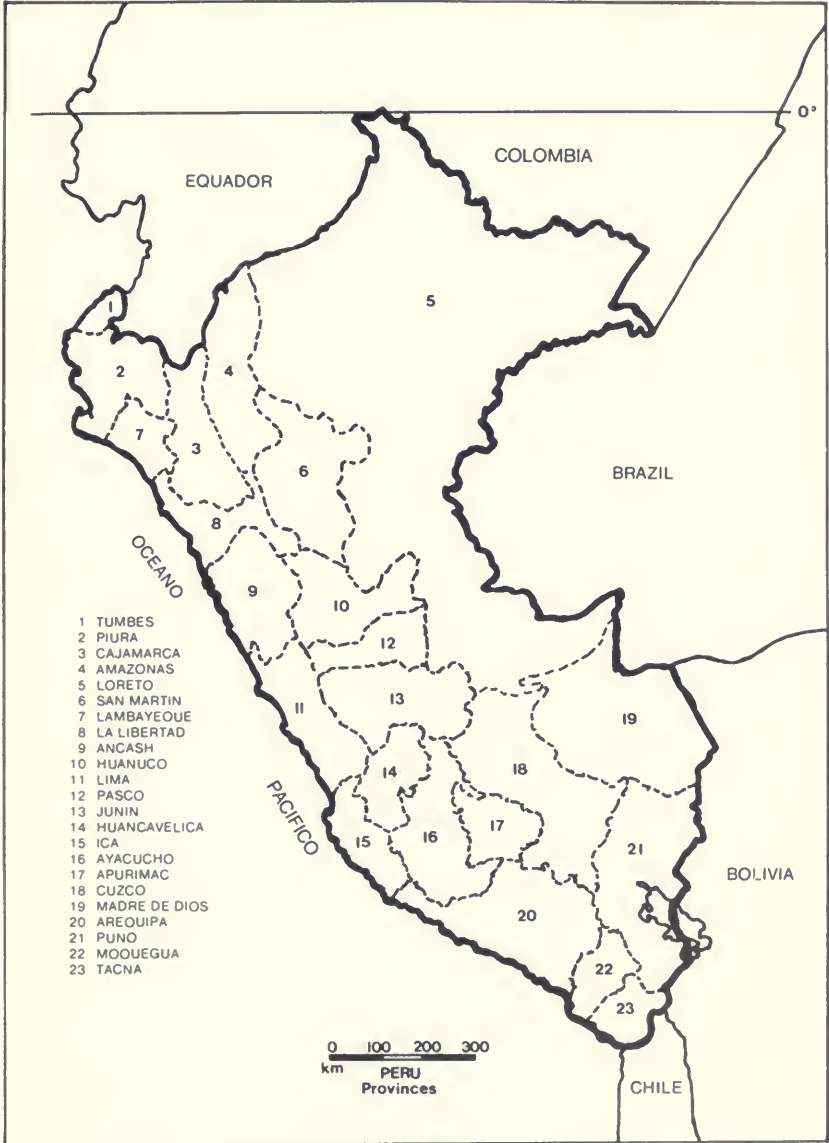 0°
COLOMBIA
EQUADOR
5
1
2
4
7
3
6
BRAZIL
8
OCEANO
9
10
12
1 TUMBES
2 PIURA
3 CAJAMARCA
4 AMAZONAS
5 LORETO
6 SAN MARTIN
7 LAMBAYEOUE
8 LA LIBERTAD
9 ANCASH
10 HUANUCO
11 LIMA
12 PASCO
13 JUNIN
14 HUANCAVELICA
15 ICA
16 AYACUCHO
17 APURIMAC
18 CUZCO
19 MADRE DE DIOS
20 AREQUIPA
21 PUNO
22 MOOUEGUA
23 TACNA
11
13
19
18
14
PACIFICO
15
16
17
21
BOLIVIA
20
22
23
0 100 200 300
km
PERU
Provinces
CHILE